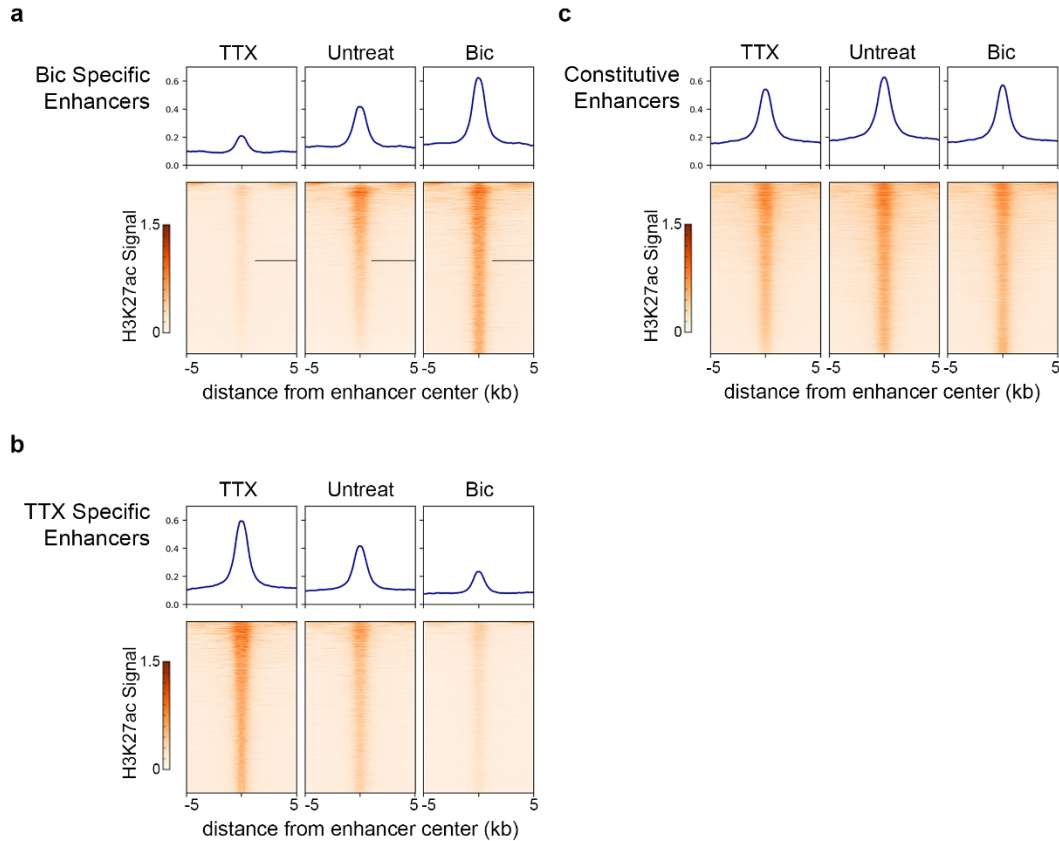 a
Bic Specific
Enhancers
TTX
Untreat
Bic
0.6
0.4
0.2
0.0
H3K27ac Signal
1.5
0
-5
5
-5
5
-5
5
distance from enhancer center (kb)
c
Constitutive
Enhancers
TTX
Untreat
Bic
0.6
0.4
0.2
0.0
H3K27ac Signal
1.5
0
-5
5
-5
5
-5
5
distance from enhancer center (kb)
b
TTX Specific
Enhancers
TTX
Untreat
Bic
0.6
0.4
0.2
0.0
H3K27ac Signal
1.5
0
-5
5
-5
5
-5
5
distance from enhancer center (kb)